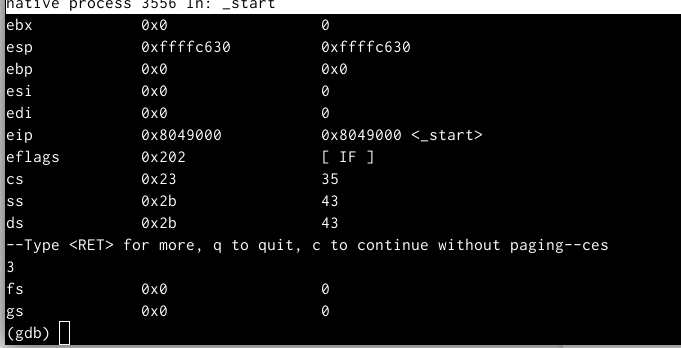 native process 3556 In: _start
ebx 0x0 0
esp 0xffffc630 0xffffc630
ebp 0x0 0x0
esi 0x0 0
edi 0x0 0
eip 0x8049000 0x8049000 <_start>
eflags 0x202 [ IF ]
cs 0x23 35
ss 0x2b 43
ds 0x2b 43
--Type <RET> for more, q to quit, c to continue without paging--ces
3
fs 0x0 0
gs 0x0 0
(gdb)